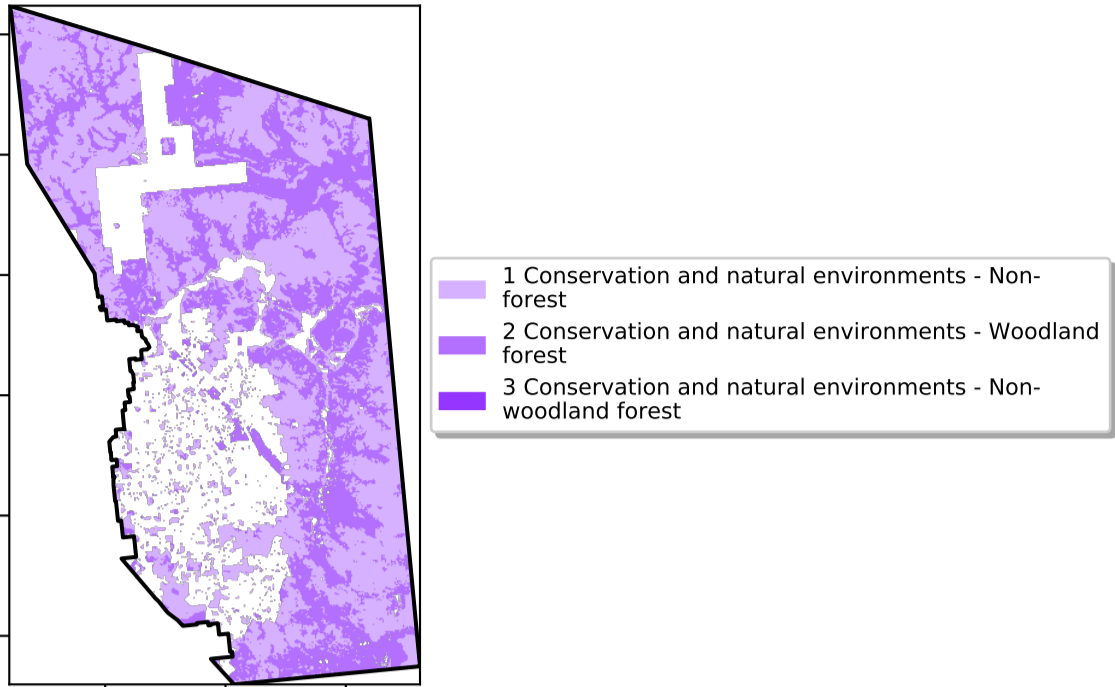 1 Conservation and natural environments - Non-
forest
2 Conservation and natural environments - Woodland
forest
3 Conservation and natural environments - Non-
woodland forest